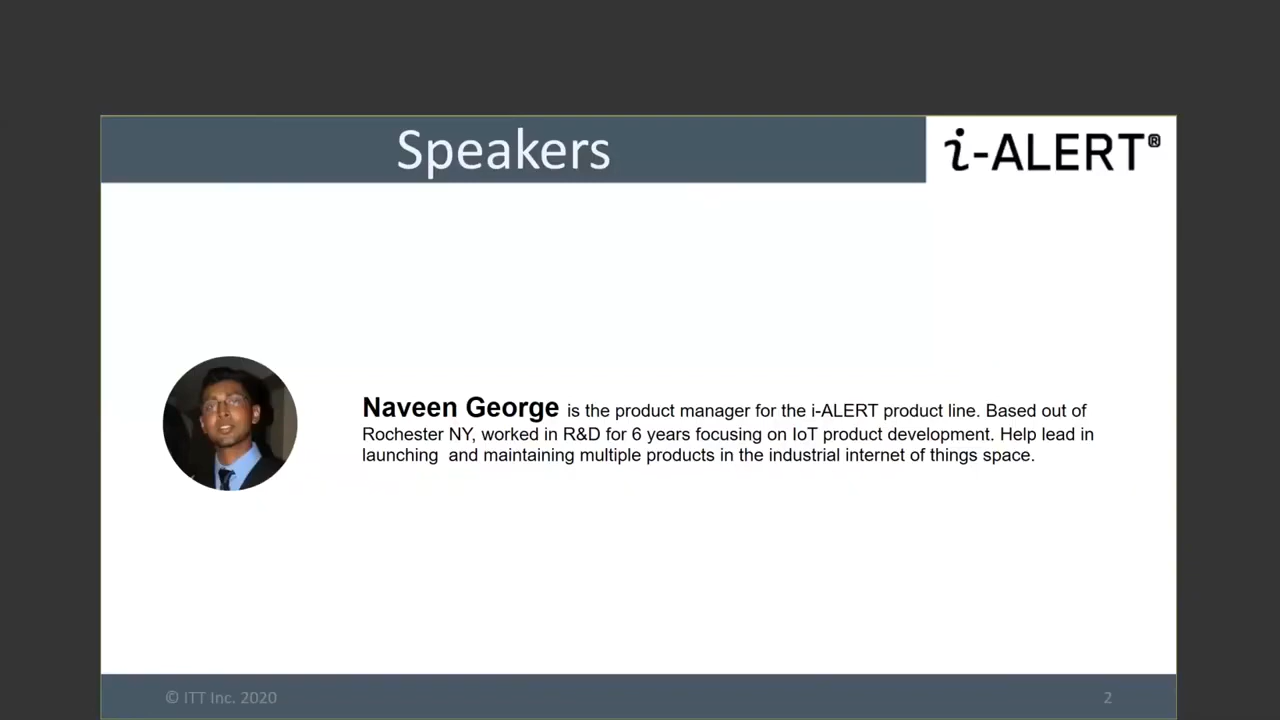 Speakers
i-ALERT®
Naveen George is the product manager for the i-ALERT product line. Based out of
Rochester NY, worked in R&D for 6 years focusing on IoT product development. Help lead in
launching  and maintaining multiple products in the industrial internet of things space.
© ITT Inc. 2020
2